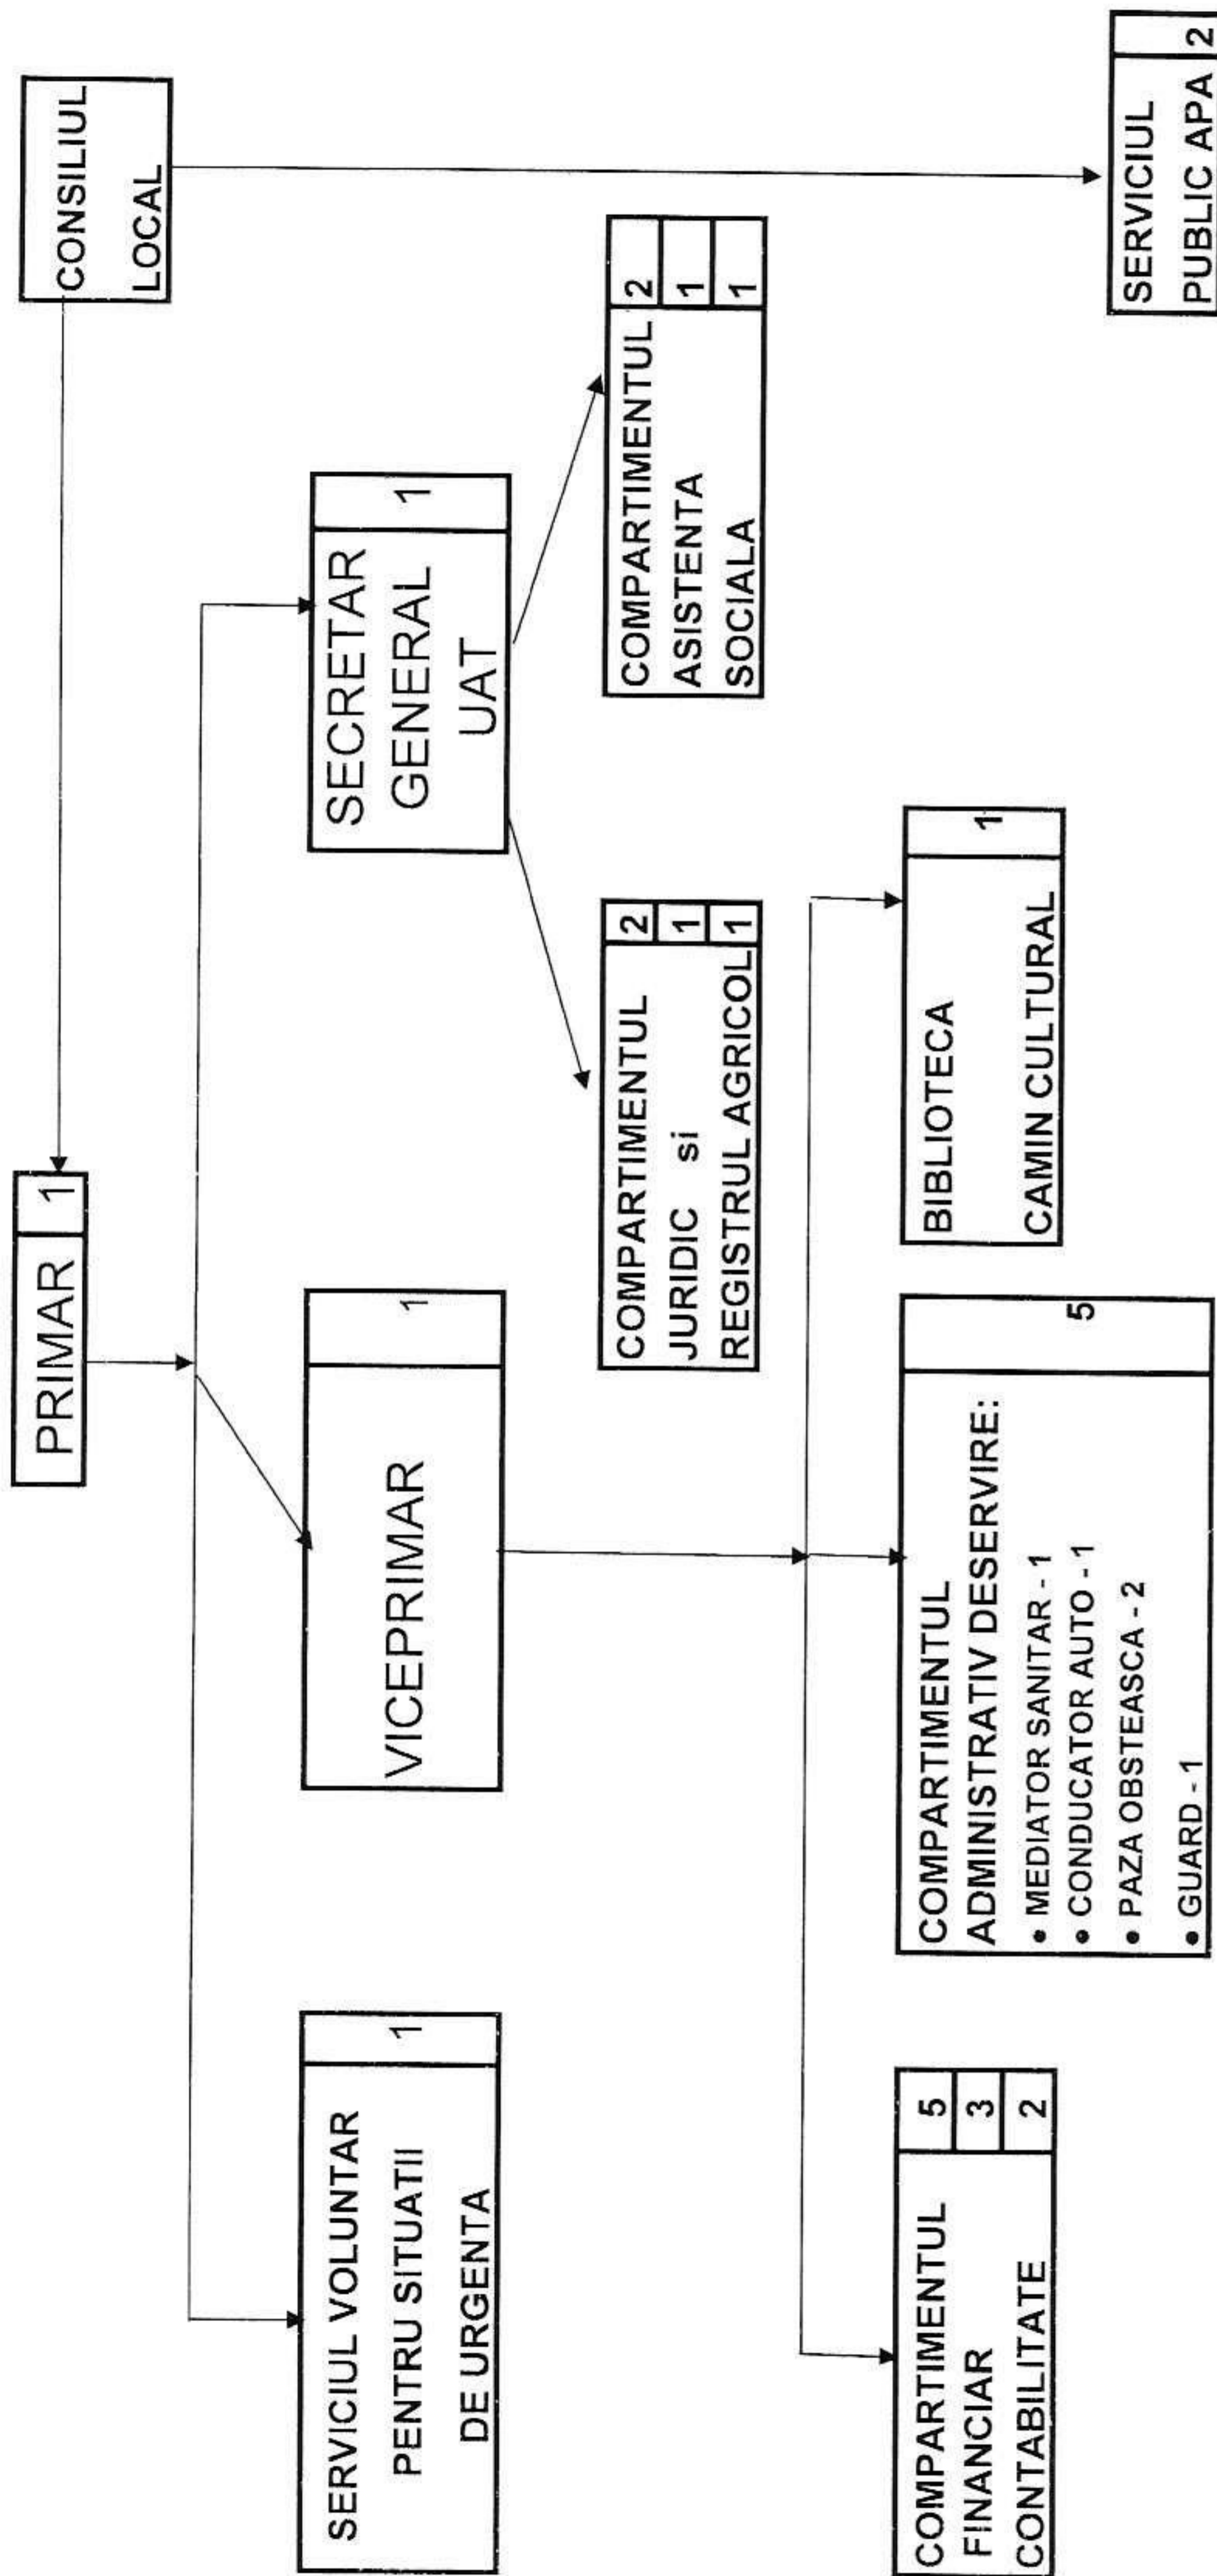 CONSILIUL
LOCAL
PRIMAR 1
SERVICIUL VOLUNTAR 1
PENTRU SITUATII
DE URGENTA
VICEPRIMAR 1
SECRETAR 1
GENERAL
UAT
COMPARTIMENTUL 2
JURIDIC si 1
REGISTRUL AGRICOL 1
COMPARTIMENTUL 2
ASISTENTA 1
SOCIALA 1
COMPARTIMENTUL 5
FINANCIAR 3
CONTABILITATE 2
COMPARTIMENTUL
ADMINISTRATIV DESERVIRE:
• MEDIATOR SANITAR - 1
• CONDUCATOR AUTO - 1 5
• PAZA OBSTEASCA - 2
• GUARD - 1
BIBLIOTECA
1
CAMIN CULTURAL
SERVICIUL
PUBLIC APA 2